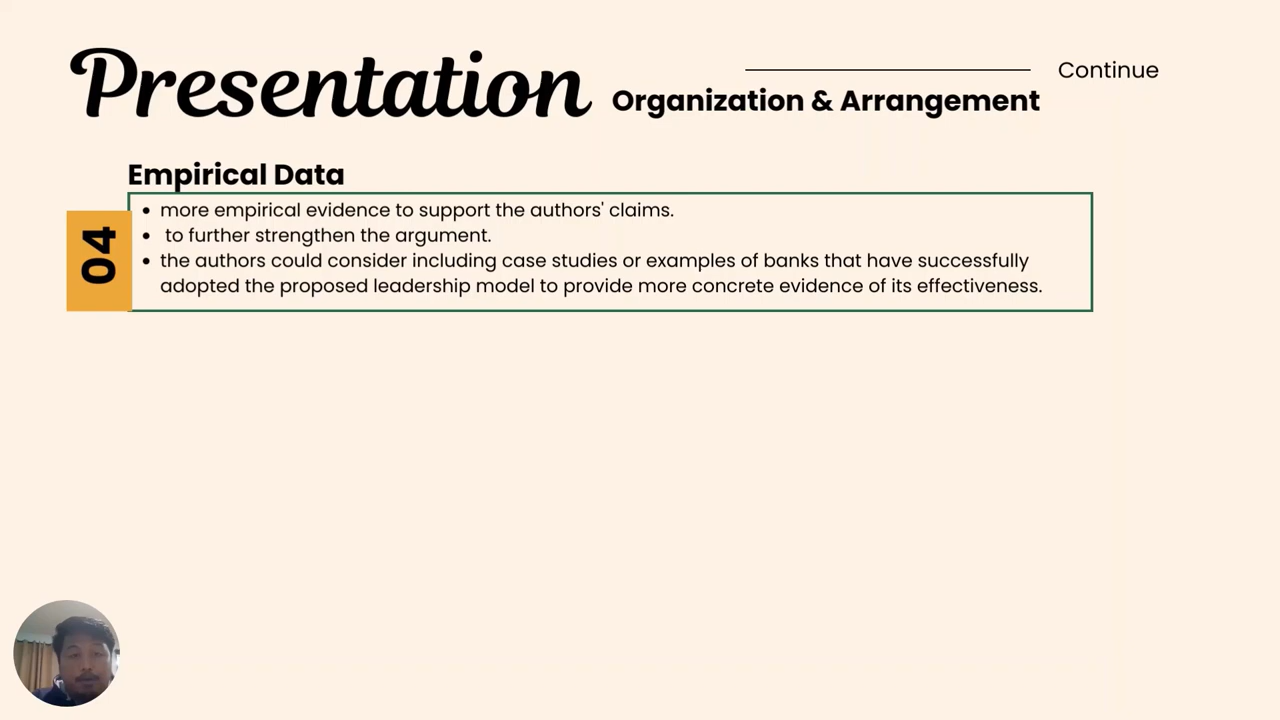 Presentation
Continue
Organization & Arrangement
Empirical Data
04
• more empirical evidence to support the authors' claims.
• to further strengthen the argument.
• the authors could consider including case studies or examples of banks that have successfully
adopted the proposed leadership model to provide more concrete evidence of its effectiveness.